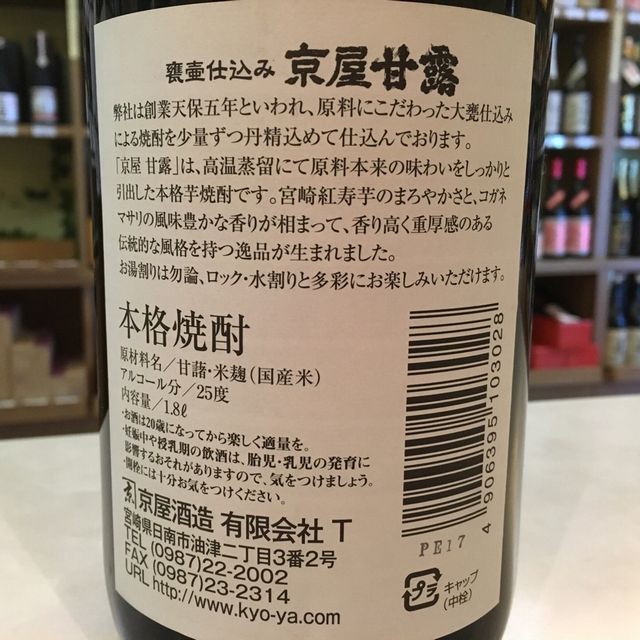 甕壷仕込み 京屋甘露
弊社は創業天保五年といわれ、原料にこだわった大甕仕込み
による焼酎を少量ずつ丹精込めて仕込んでおります。
「京屋 甘露」は、高温蒸留にて原料本来の味わいをしっかりと
引出した本格芋焼酎です。宮崎紅寿芋のまろやかさと、コガネ
マサリの風味豊かな香りが相まって、香り高く重厚感のある
伝統的な風格を持つ逸品が生まれました。
お湯割りは勿論、ロック・水割りと多彩にお楽しみいただけます。
本格焼酎
原材料名／甘藷・米麹(国産米)
アルコール分／25度
内容量／1.8ℓ
・お酒は20歳になってから楽しく適量を。
・妊娠中や授乳期の飲酒は、胎児・乳児の発育に
影響するおそれがありますので、気をつけましょう。
・開栓には十分お気をつけください。
京屋酒造 有限会社 T
宮崎県日南市油津二丁目3番2号
TEL (0987)22-2002
FAX (0987)23-2314
URL http://www.kyo-ya.com
4 906395 103028
PE17
プラ
キャップ
(中栓)